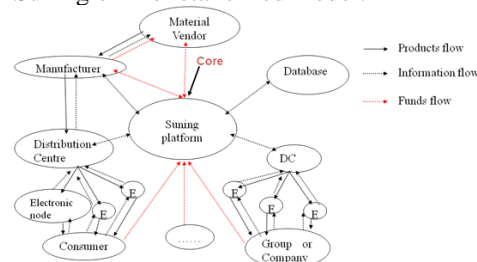 Material
Vendor
Core
Manufacturer
Database
Products flow
Information flow
Funds flow
Suning
platform
Distribution
Centre
DC
Electronic
node
E
E
E
E
E
Consumer
......
Group or
Company